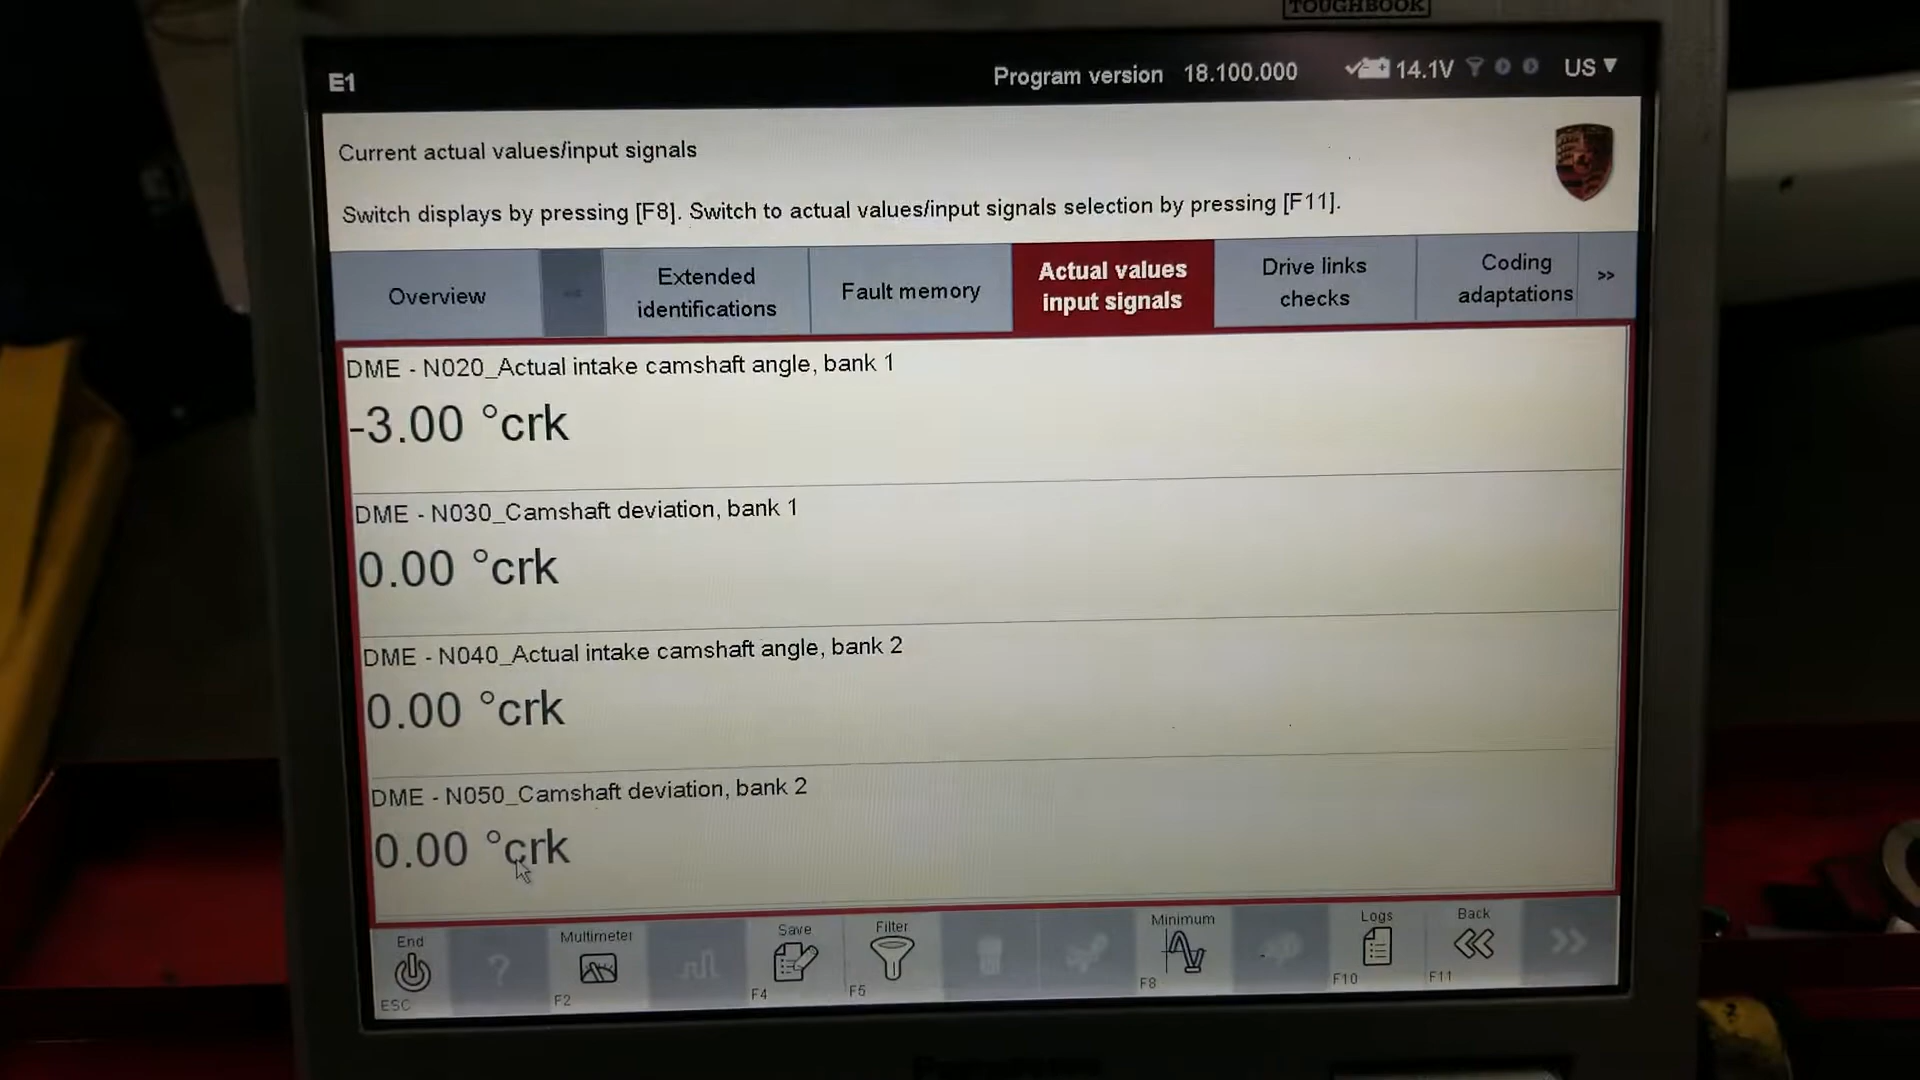 TOUGHBOOK
E1
Program version 18.100.000 14.1V US
Current actual values/input signals
Switch displays by pressing [F8]. Switch to actual values/input signals selection by pressing [F11].
Overview
<<
Extended
identifications
Fault memory
Actual values
input signals
Drive links
checks
Coding
adaptations
>>
DME - N020_Actual intake camshaft angle, bank 1
-3.00 °crk
DME - N030_Camshaft deviation, bank 1
0.00 °crk
DME - N040_Actual intake camshaft angle, bank 2
0.00 °crk
DME - N050_Camshaft deviation, bank 2
0.00 °crk
End
ESC
?
Multimeter
F2
Save
F4
Filter
F5
Minimum
F8
Logs
F10
Back
F11